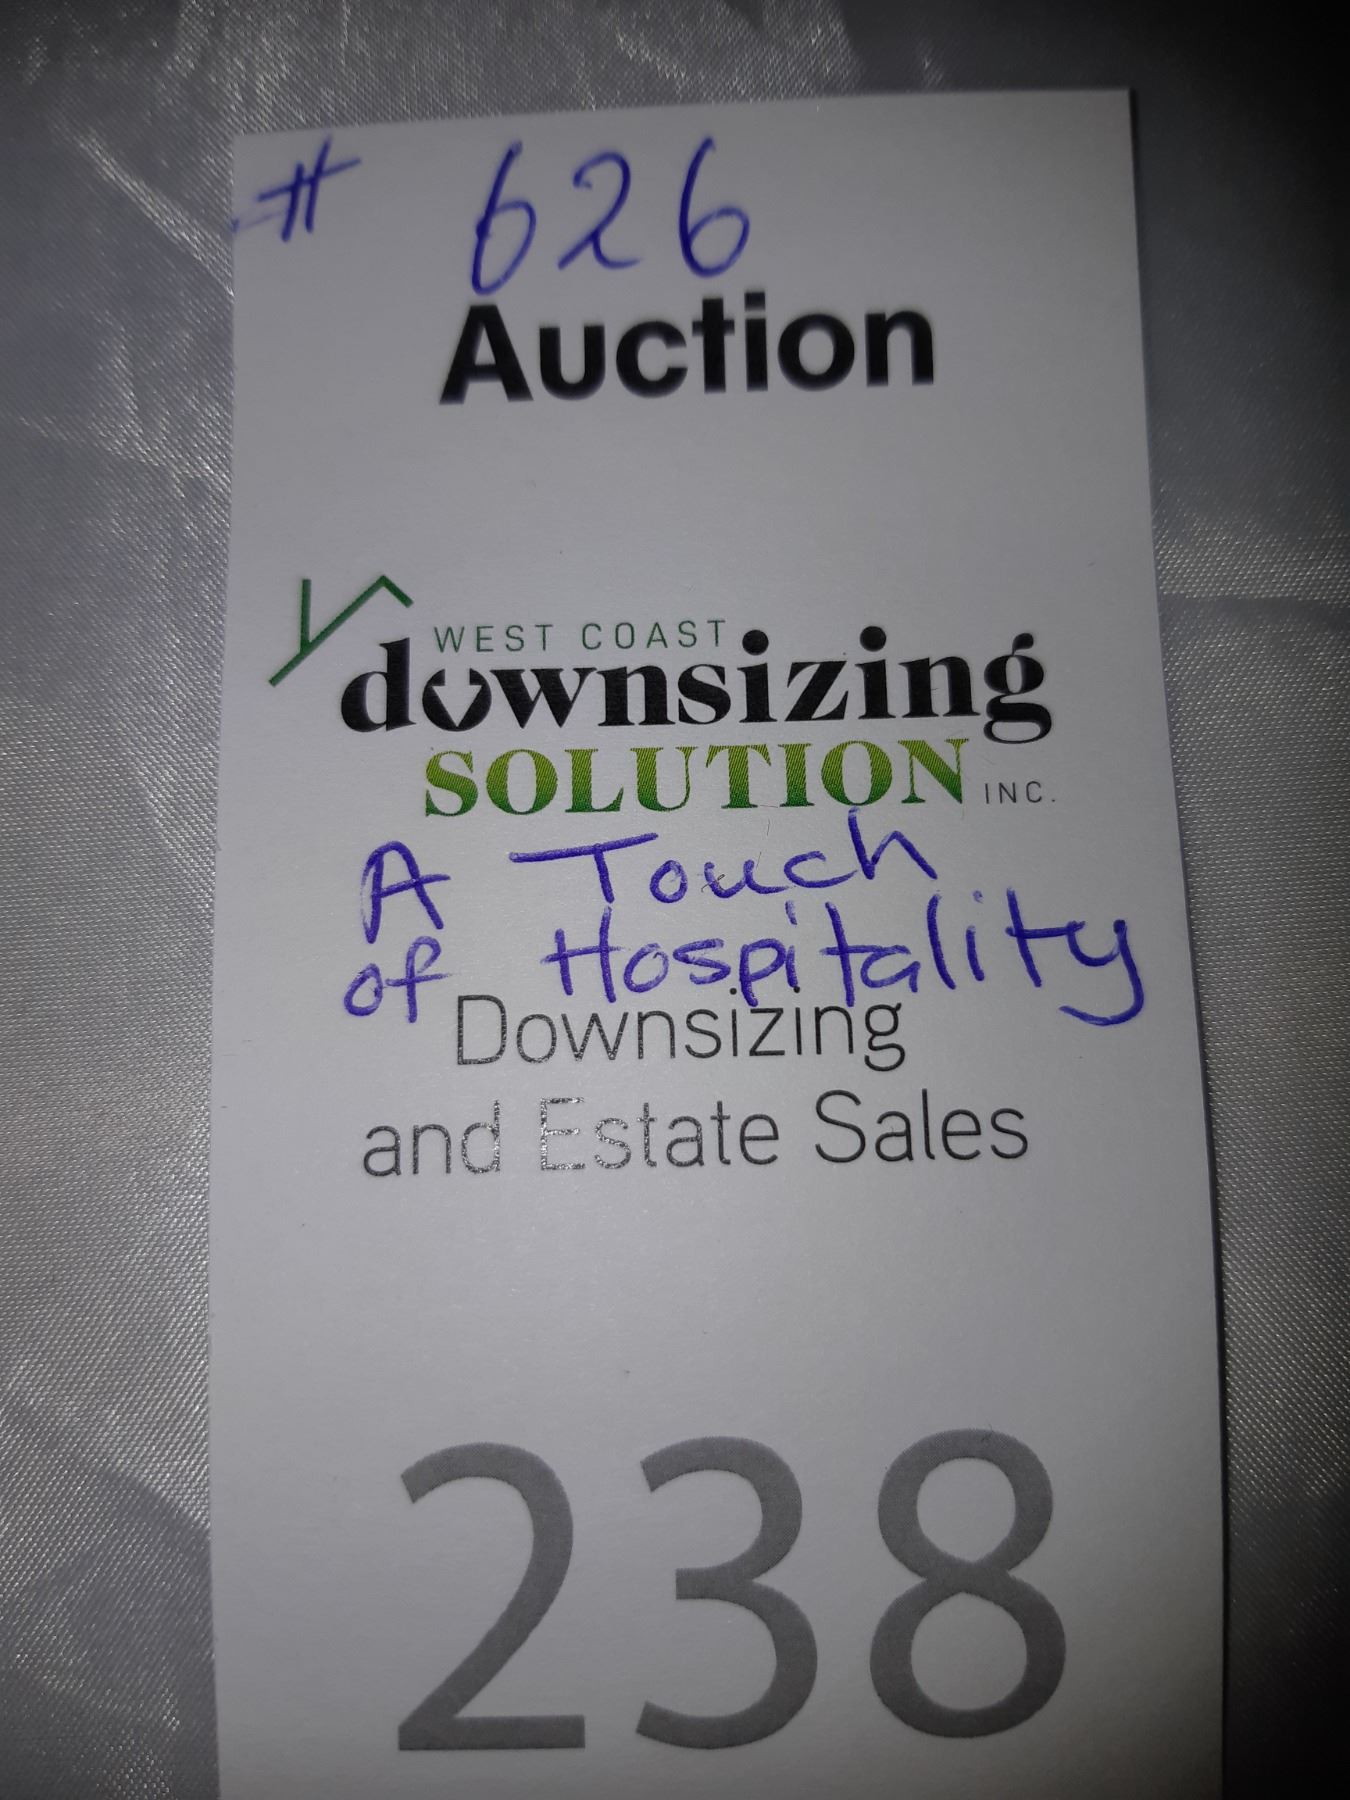 # 626
Auction
WEST COAST
downsizing
SOLUTION INC.
A Touch
of Hospitality
Downsizing
and Estate Sales
238